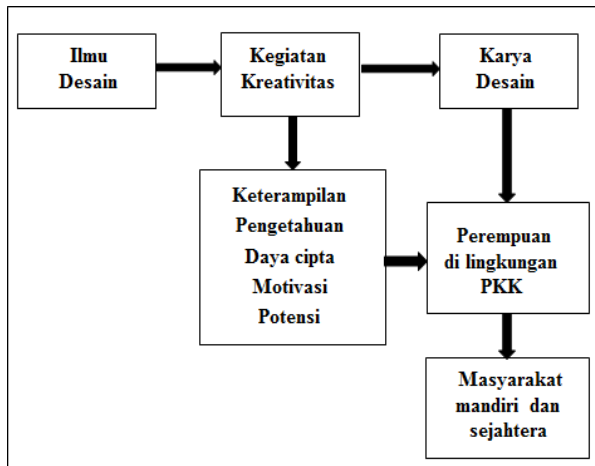 Ilmu
Desain
Kegiatan
Kreativitas
Karya
Desain
Keterampilan
Pengetahuan
Daya cipta
Motivasi
Potensi
Perempuan
di lingkungan
PKK
Masyarakat
mandiri dan
sejahtera